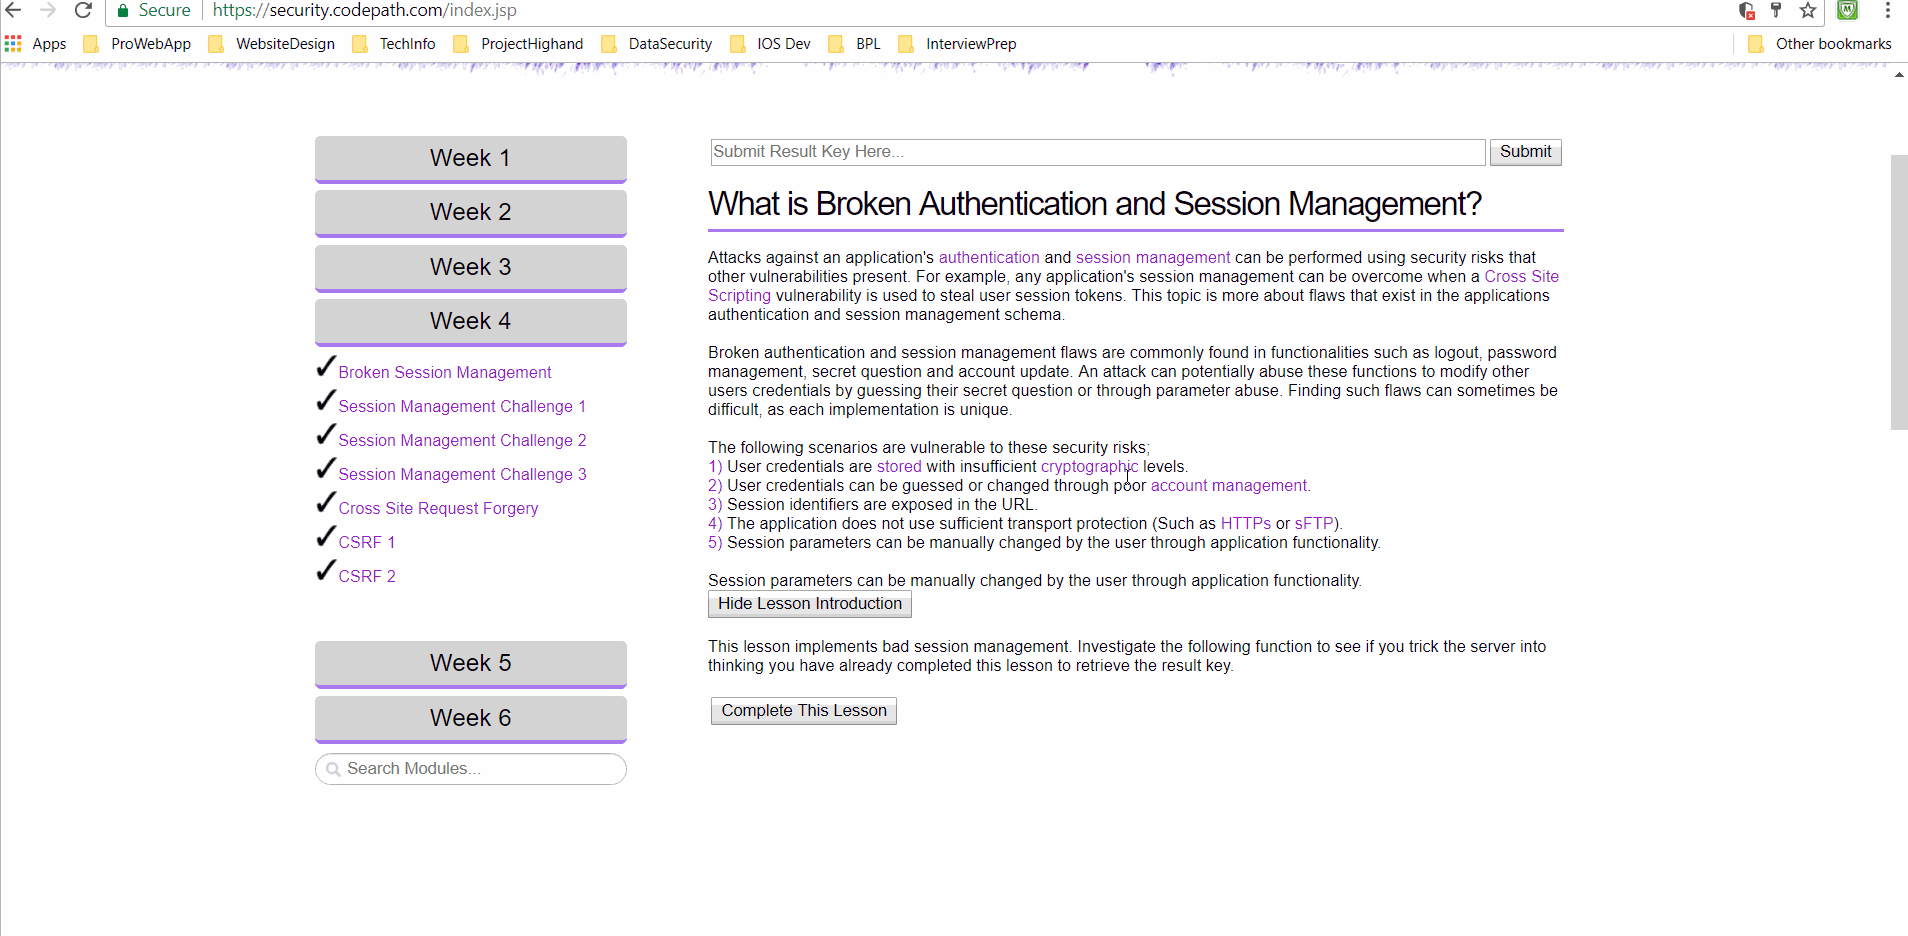 Secure https://security.codepath.com/index.jsp
Apps ProWebApp WebsiteDesign TechInfo ProjectHighand DataSecurity IOS Dev BPL InterviewPrep Other bookmarks
Week 1
Week 2
Week 3
Week 4
Broken Session Management
Session Management Challenge 1
Session Management Challenge 2
Session Management Challenge 3
Cross Site Request Forgery
CSRF 1
CSRF 2
Week 5
Week 6
Search Modules...
Submit Result Key Here... Submit
What is Broken Authentication and Session Management?
Attacks against an application's authentication and session management can be performed using security risks that
other vulnerabilities present. For example, any application's session management can be overcome when a Cross Site
Scripting vulnerability is used to steal user session tokens. This topic is more about flaws that exist in the applications
authentication and session management schema.
Broken authentication and session management flaws are commonly found in functionalities such as logout, password
management, secret question and account update. An attack can potentially abuse these functions to modify other
users credentials by guessing their secret question or through parameter abuse. Finding such flaws can sometimes be
difficult, as each implementation is unique.
The following scenarios are vulnerable to these security risks;
1) User credentials are stored with insufficient cryptographic levels.
2) User credentials can be guessed or changed through poor account management.
3) Session identifiers are exposed in the URL.
4) The application does not use sufficient transport protection (Such as HTTPs or sFTP).
5) Session parameters can be manually changed by the user through application functionality.
Session parameters can be manually changed by the user through application functionality.
Hide Lesson Introduction
This lesson implements bad session management. Investigate the following function to see if you trick the server into
thinking you have already completed this lesson to retrieve the result key.
Complete This Lesson